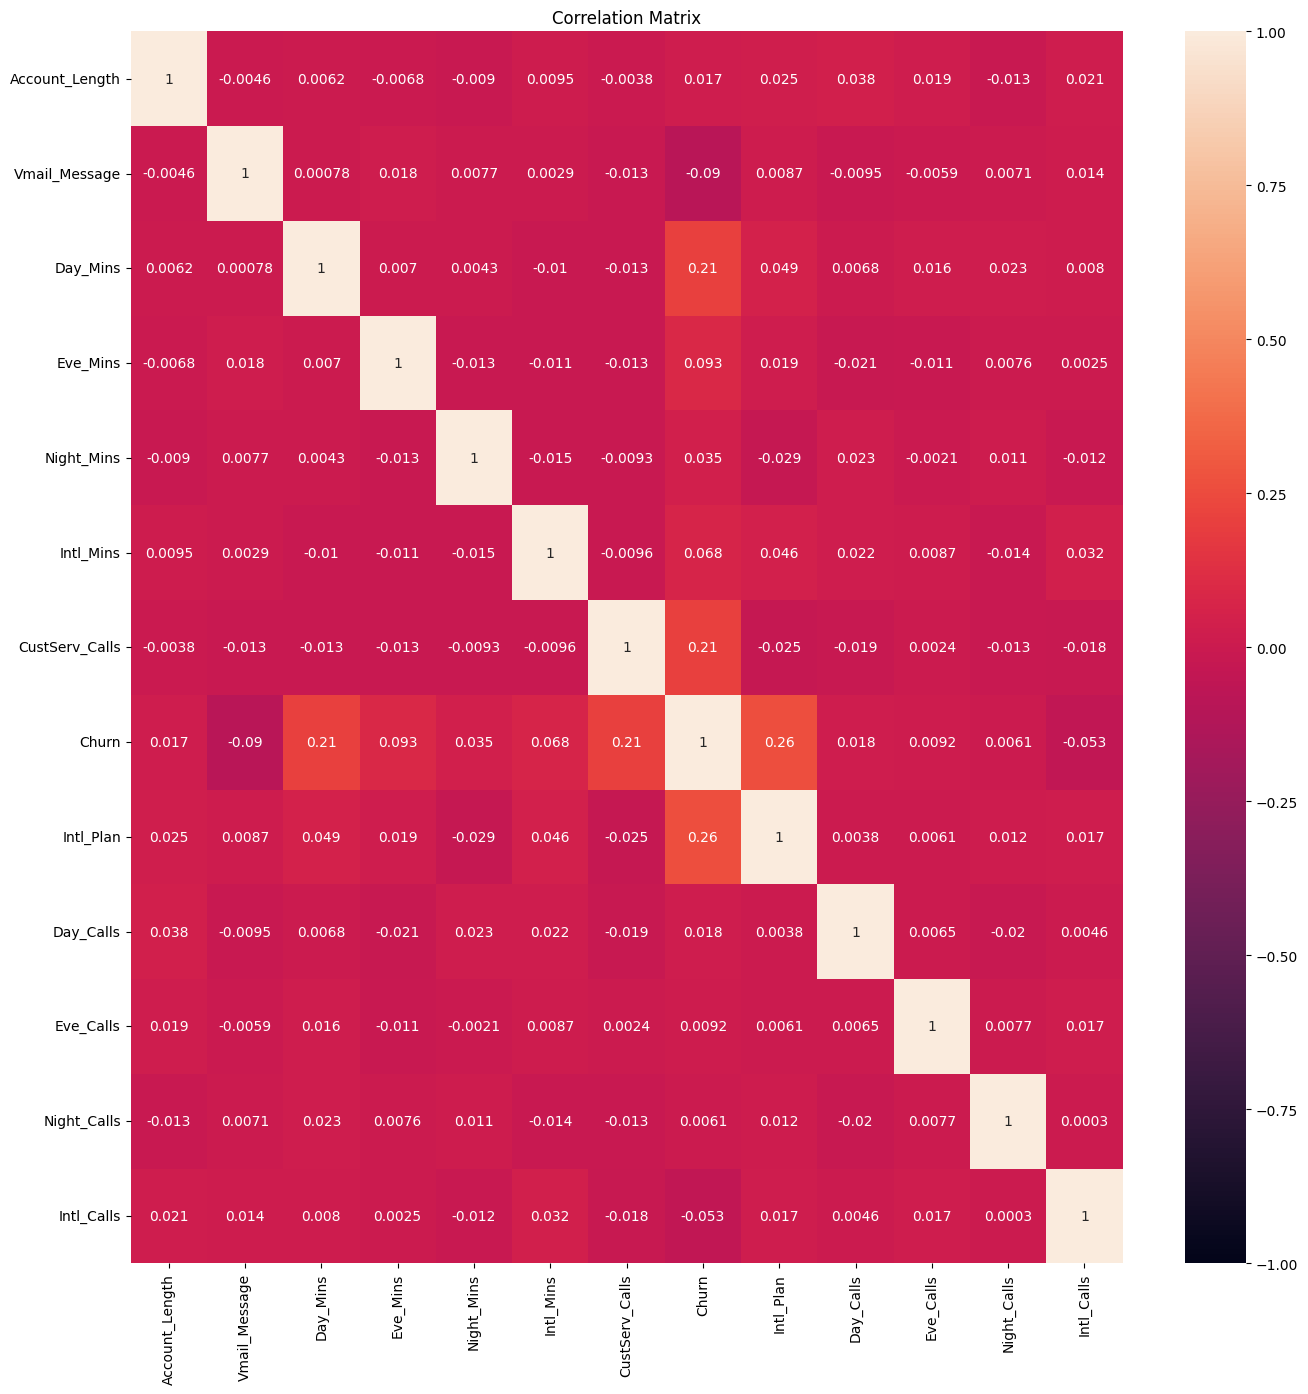 Correlation Matrix
Account_Length 1 -0.0046 0.0062 -0.0068 -0.009 0.0095 -0.0038 0.017 0.025 0.038 0.019 -0.013 0.021
Vmail_Message -0.0046 1 0.00078 0.018 0.0077 0.0029 -0.013 -0.09 0.0087 -0.0095 -0.0059 0.0071 0.014
Day_Mins 0.0062 0.00078 1 0.007 0.0043 -0.01 -0.013 0.21 0.049 0.0068 0.016 0.023 0.008
Eve_Mins -0.0068 0.018 0.007 1 -0.013 -0.011 -0.013 0.093 0.019 -0.021 -0.011 0.0076 0.0025
Night_Mins -0.009 0.0077 0.0043 -0.013 1 -0.015 -0.0093 0.035 -0.029 0.023 -0.0021 0.011 -0.012
Intl_Mins 0.0095 0.0029 -0.01 -0.011 -0.015 1 -0.0096 0.068 0.046 0.022 0.0087 -0.014 0.032
CustServ_Calls -0.0038 -0.013 -0.013 -0.013 -0.0093 -0.0096 1 0.21 -0.025 -0.019 0.0024 -0.013 -0.018
Churn 0.017 -0.09 0.21 0.093 0.035 0.068 0.21 1 0.26 0.018 0.0092 0.0061 -0.053
Intl_Plan 0.025 0.0087 0.049 0.019 -0.029 0.046 -0.025 0.26 1 0.0038 0.0061 0.012 0.017
Day_Calls 0.038 -0.0095 0.0068 -0.021 0.023 0.022 -0.019 0.018 0.0038 1 0.0065 -0.02 0.0046
Eve_Calls 0.019 -0.0059 0.016 -0.011 -0.0021 0.0087 0.0024 0.0092 0.0061 0.0065 1 0.0077 0.017
Night_Calls -0.013 0.0071 0.023 0.0076 0.011 -0.014 -0.013 0.0061 0.012 -0.02 0.0077 1 0.0003
Intl_Calls 0.021 0.014 0.008 0.0025 -0.012 0.032 -0.018 -0.053 0.017 0.0046 0.017 0.0003 1
Account_Length
Vmail_Message
Day_Mins
Eve_Mins
Night_Mins
Intl_Mins
CustServ_Calls
Churn
Intl_Plan
Day_Calls
Eve_Calls
Night_Calls
Intl_Calls
1.00
0.75
0.50
0.25
0.00
−0.25
−0.50
−0.75
−1.00